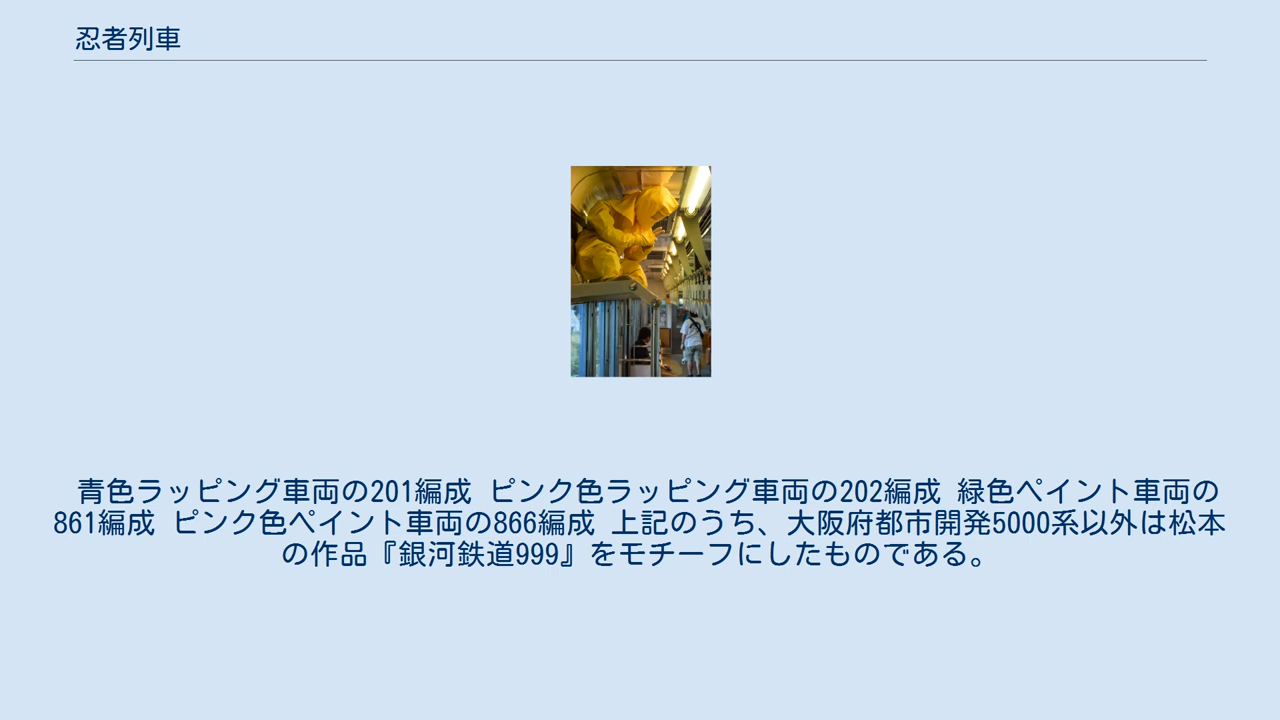 忍者列車
青色ラッピング車両の201編成 ピンク色ラッピング車両の202編成 緑色ペイント車両の
861編成 ピンク色ペイント車両の866編成 上記のうち、大阪府都市開発5000系以外は松本
の作品『銀河鉄道999』をモチーフにしたものである。